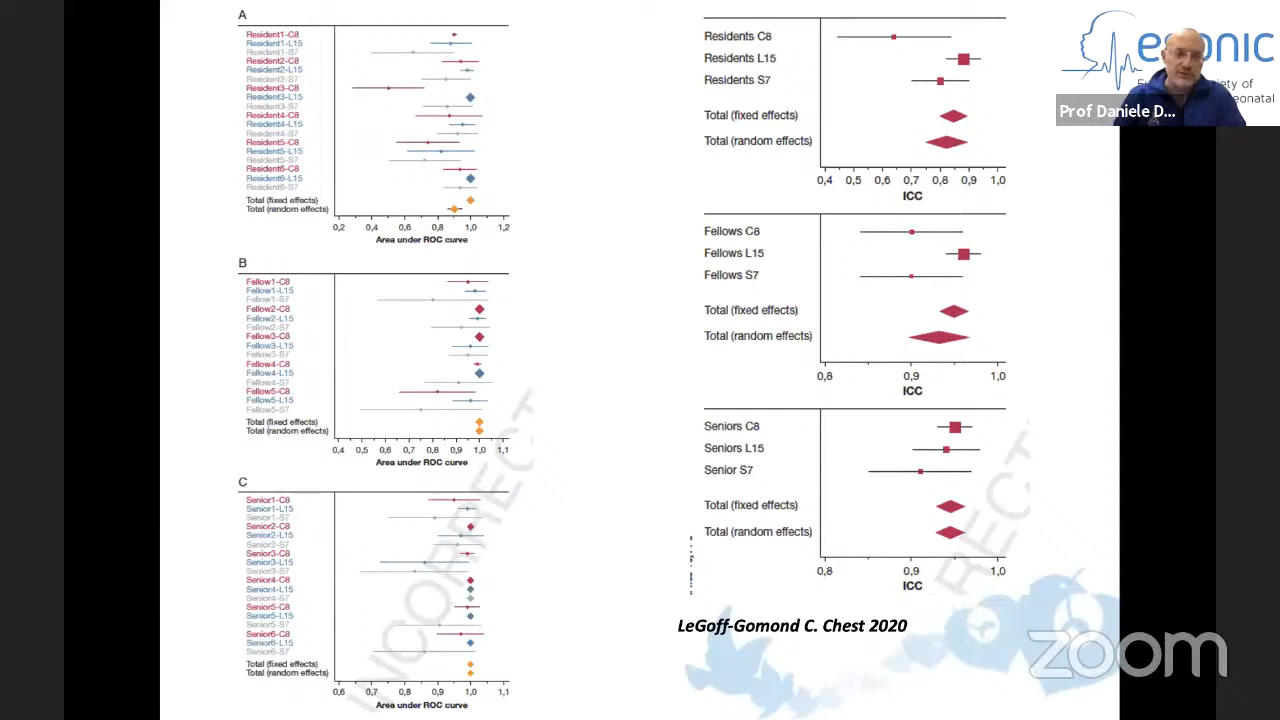 A
Resident1-C8
Resident1-L15
Resident1-S7
Resident2-C8
Resident2-L15
Resident2-S7
Resident3-C8
Resident3-L15
Resident3-S7
Resident4-C8
Resident4-L15
Resident4-S7
Resident5-C8
Resident5-L15
Resident5-S7
Resident6-C8
Resident6-L15
Resident6-S7
Total (fixed effects)
Total (random effects)
0,2 0,4 0,6 0,8 1,0 1,2
Area under ROC curve
B
Fellow1-C8
Fellow1-L15
Fellow1-S7
Fellow2-C8
Fellow2-L15
Fellow2-S7
Fellow3-C8
Fellow3-L15
Fellow3-S7
Fellow4-C8
Fellow4-L15
Fellow4-S7
Fellow5-C8
Fellow5-L15
Fellow5-S7
Total (fixed effects)
Total (random effects)
0,4 0,5 0,6 0,7 0,8 0,9 1,0 1,1
Area under ROC curve
C
Senior1-C8
Senior1-L15
Senior1-S7
Senior2-C8
Senior2-L15
Senior2-S7
Senior3-C8
Senior3-L15
Senior3-S7
Senior4-C8
Senior4-L15
Senior4-S7
Senior5-C8
Senior5-L15
Senior5-S7
Senior6-C8
Senior6-L15
Senior6-S7
Total (fixed effects)
Total (random effects)
0,6 0,7 0,8 0,9 1,0 1,1
Area under ROC curve
INCORRECT
Residents C8
Residents L15
Residents S7
Total (fixed effects)
Total (random effects)
0,4 0,5 0,6 0,7 0,8 0,9 1,0
ICC
Fellows C8
Fellows L15
Fellows S7
Total (fixed effects)
Total (random effects)
0,8 0,9 1,0
ICC
Seniors C8
Seniors L15
Senior S7
Total (fixed effects)
Total (random effects)
0,8 0,9 1,0
ICC
RECT
LeGoff-Gomond C. Chest 2020
esonic
Prof Daniele D...
zoom